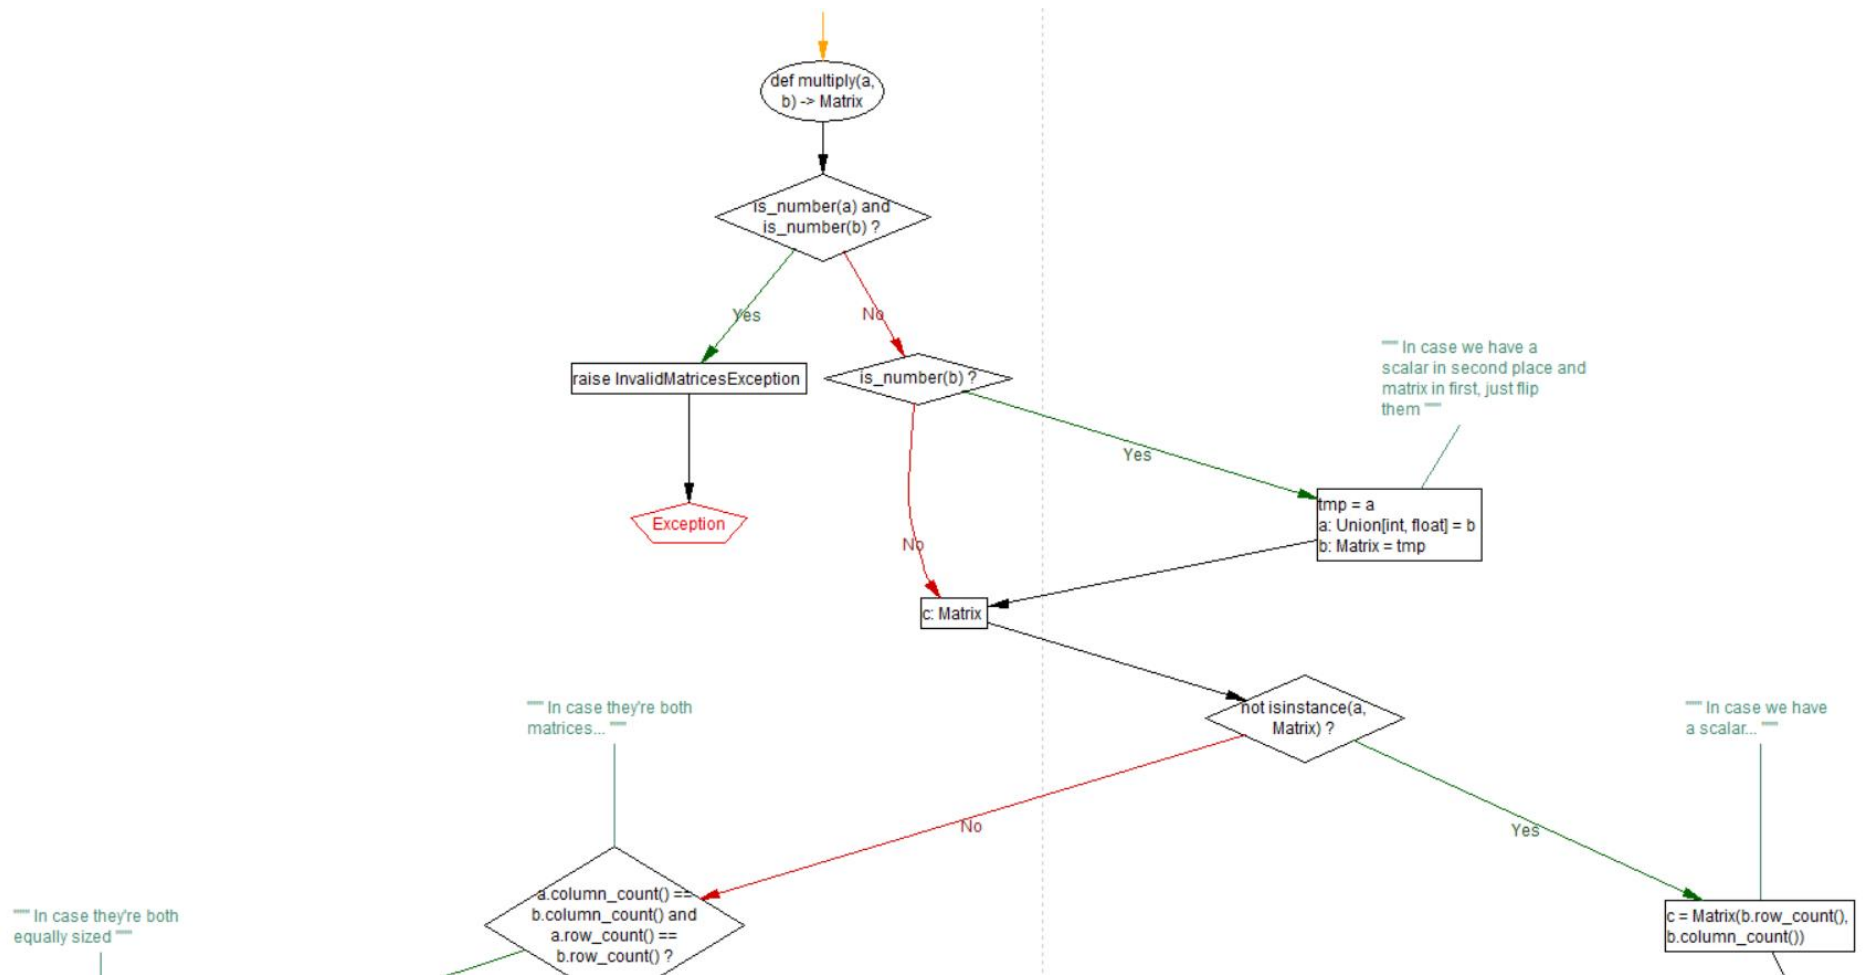 def multiply(a,
b) -> Matrix
is_number(a) and
is_number(b) ?
Yes
No
raise InvalidMatricesException
is_number(b) ?
""" In case we have a
scalar in second place and
matrix in first, just flip
them """
Yes
tmp = a
a: Union[int, float] = b
b: Matrix = tmp
Exception
No
c: Matrix
not isinstance(a,
Matrix) ?
""" In case they're both
matrices... """
""" In case we have
a scalar... """
No
Yes
a.column_count() ==
b.column_count() and
a.row_count() ==
b.row_count() ?
""" In case they're both
equally sized """
c = Matrix(b.row_count(),
b.column_count())